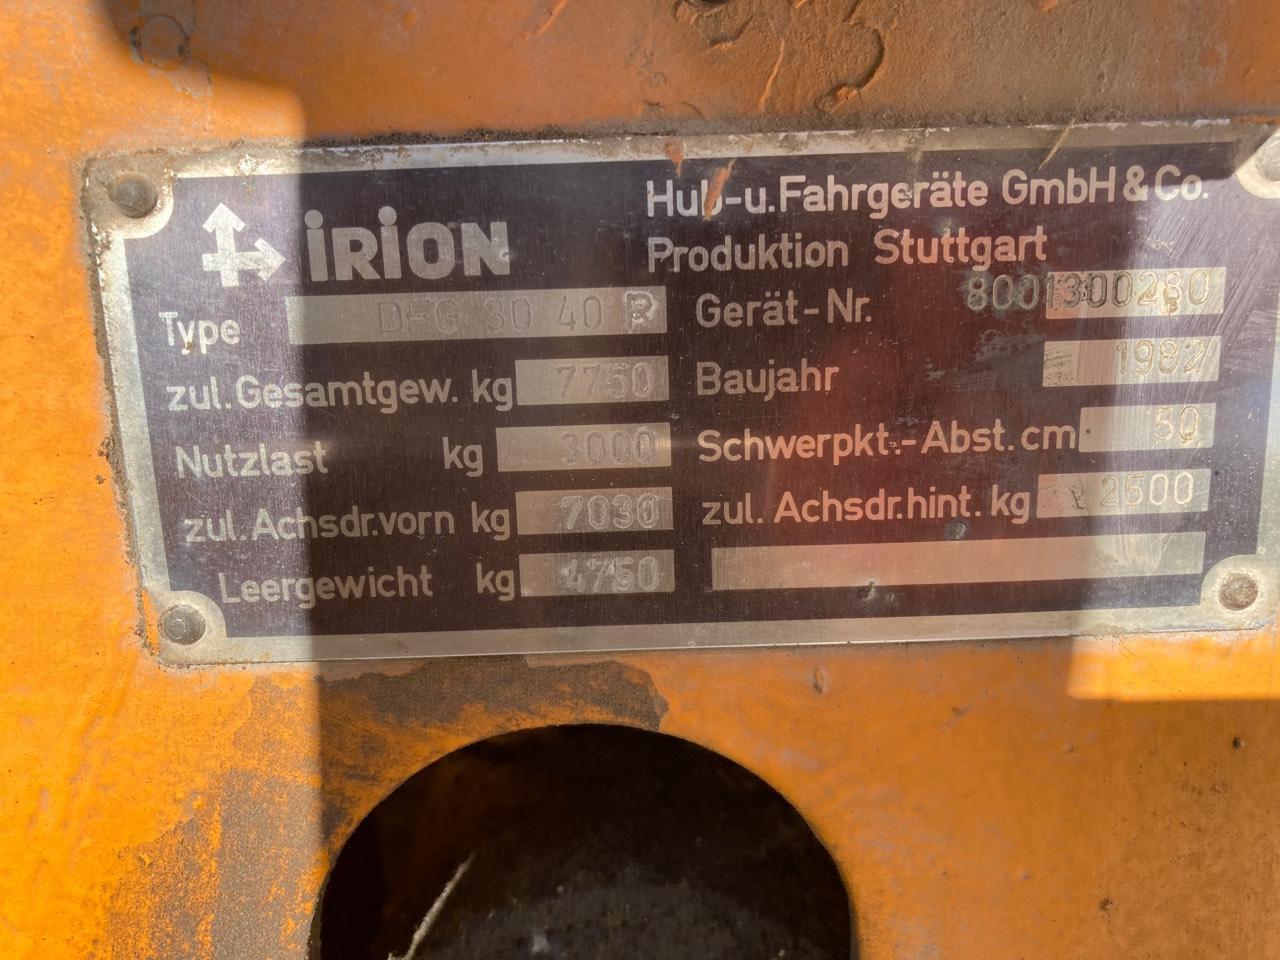 iRiON
Hub-u.Fahrgeräte GmbH & Co.
Produktion Stuttgart
Type DFG 30 40 R
Gerät-Nr. 8001300280
zul.Gesamtgew. kg 7750
Baujahr 1982
Nutzlast kg 3000
Schwerpkt.-Abst.cm 50
zul.Achsdr.vorn kg 7030
zul. Achsdr.hint. kg 2500
Leergewicht kg 4750